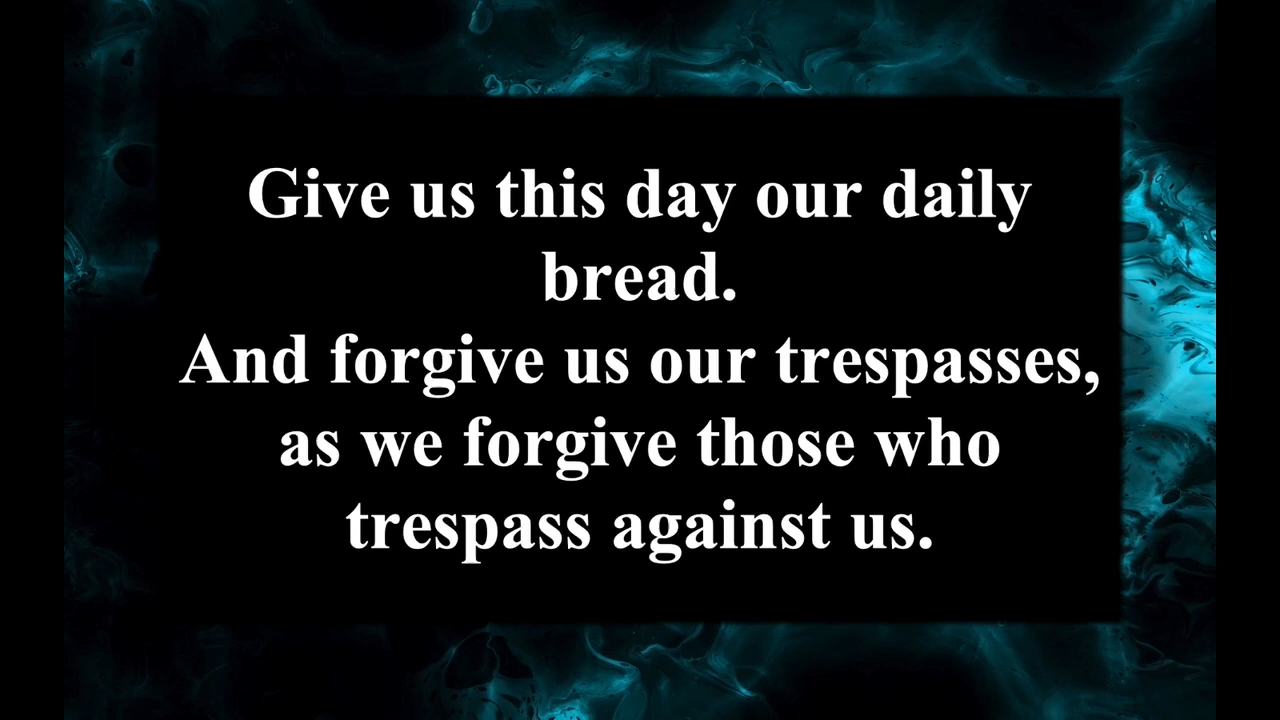 Give us this day our daily
bread.
And forgive us our trespasses,
as we forgive those who
trespass against us.